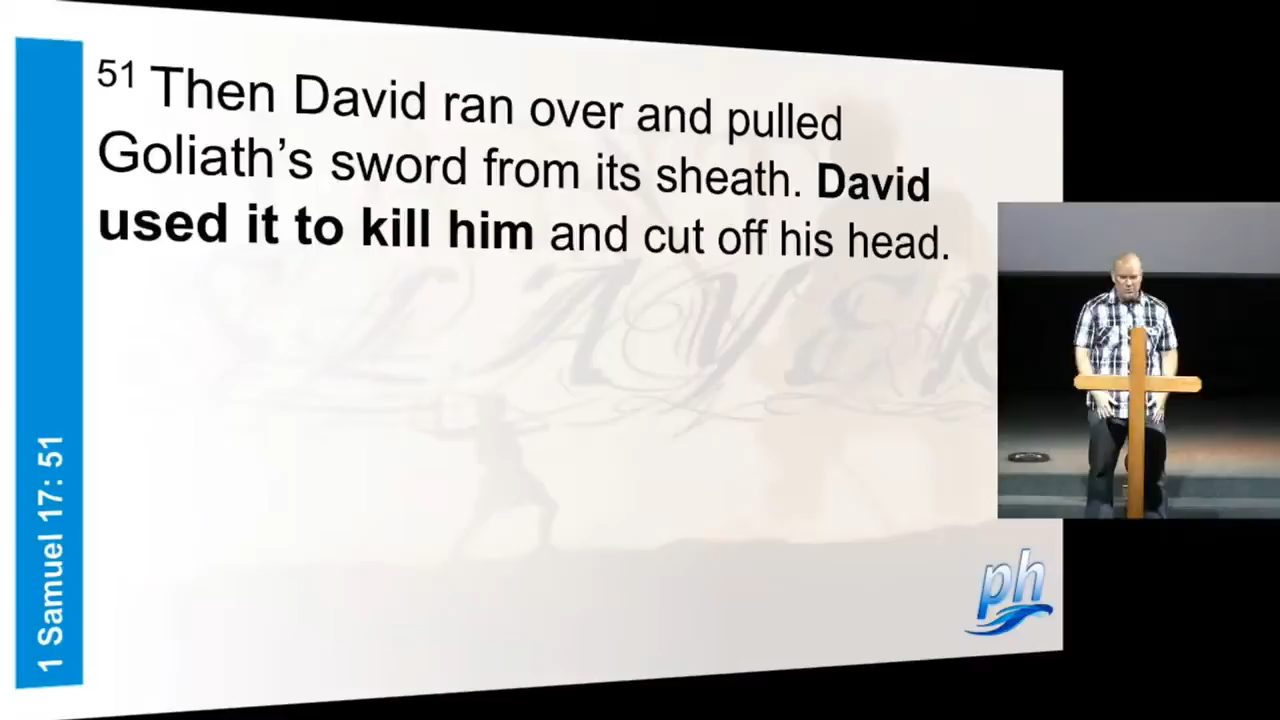 51 Then David ran over and pulled
Goliath’s sword from its sheath. David
used it to kill him and cut off his head.
SLAYER
1 Samuel 17: 51
ph